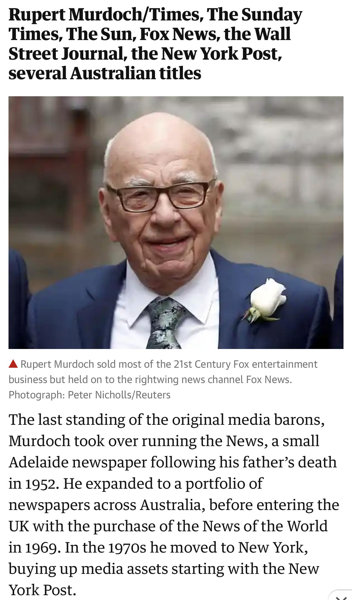 Rupert Murdoch/Times, The Sunday
Times, The Sun, Fox News, the Wall
Street Journal, the New York Post,
several Australian titles
Rupert Murdoch sold most of the 21st Century Fox entertainment
business but held on to the rightwing news channel Fox News.
Photograph: Peter Nicholls/Reuters
The last standing of the original media barons,
Murdoch took over running the News, a small
Adelaide newspaper following his father’s death
in 1952. He expanded to a portfolio of
newspapers across Australia, before entering the
UK with the purchase of the News of the World
in 1969. In the 1970s he moved to New York,
buying up media assets starting with the New
York Post.